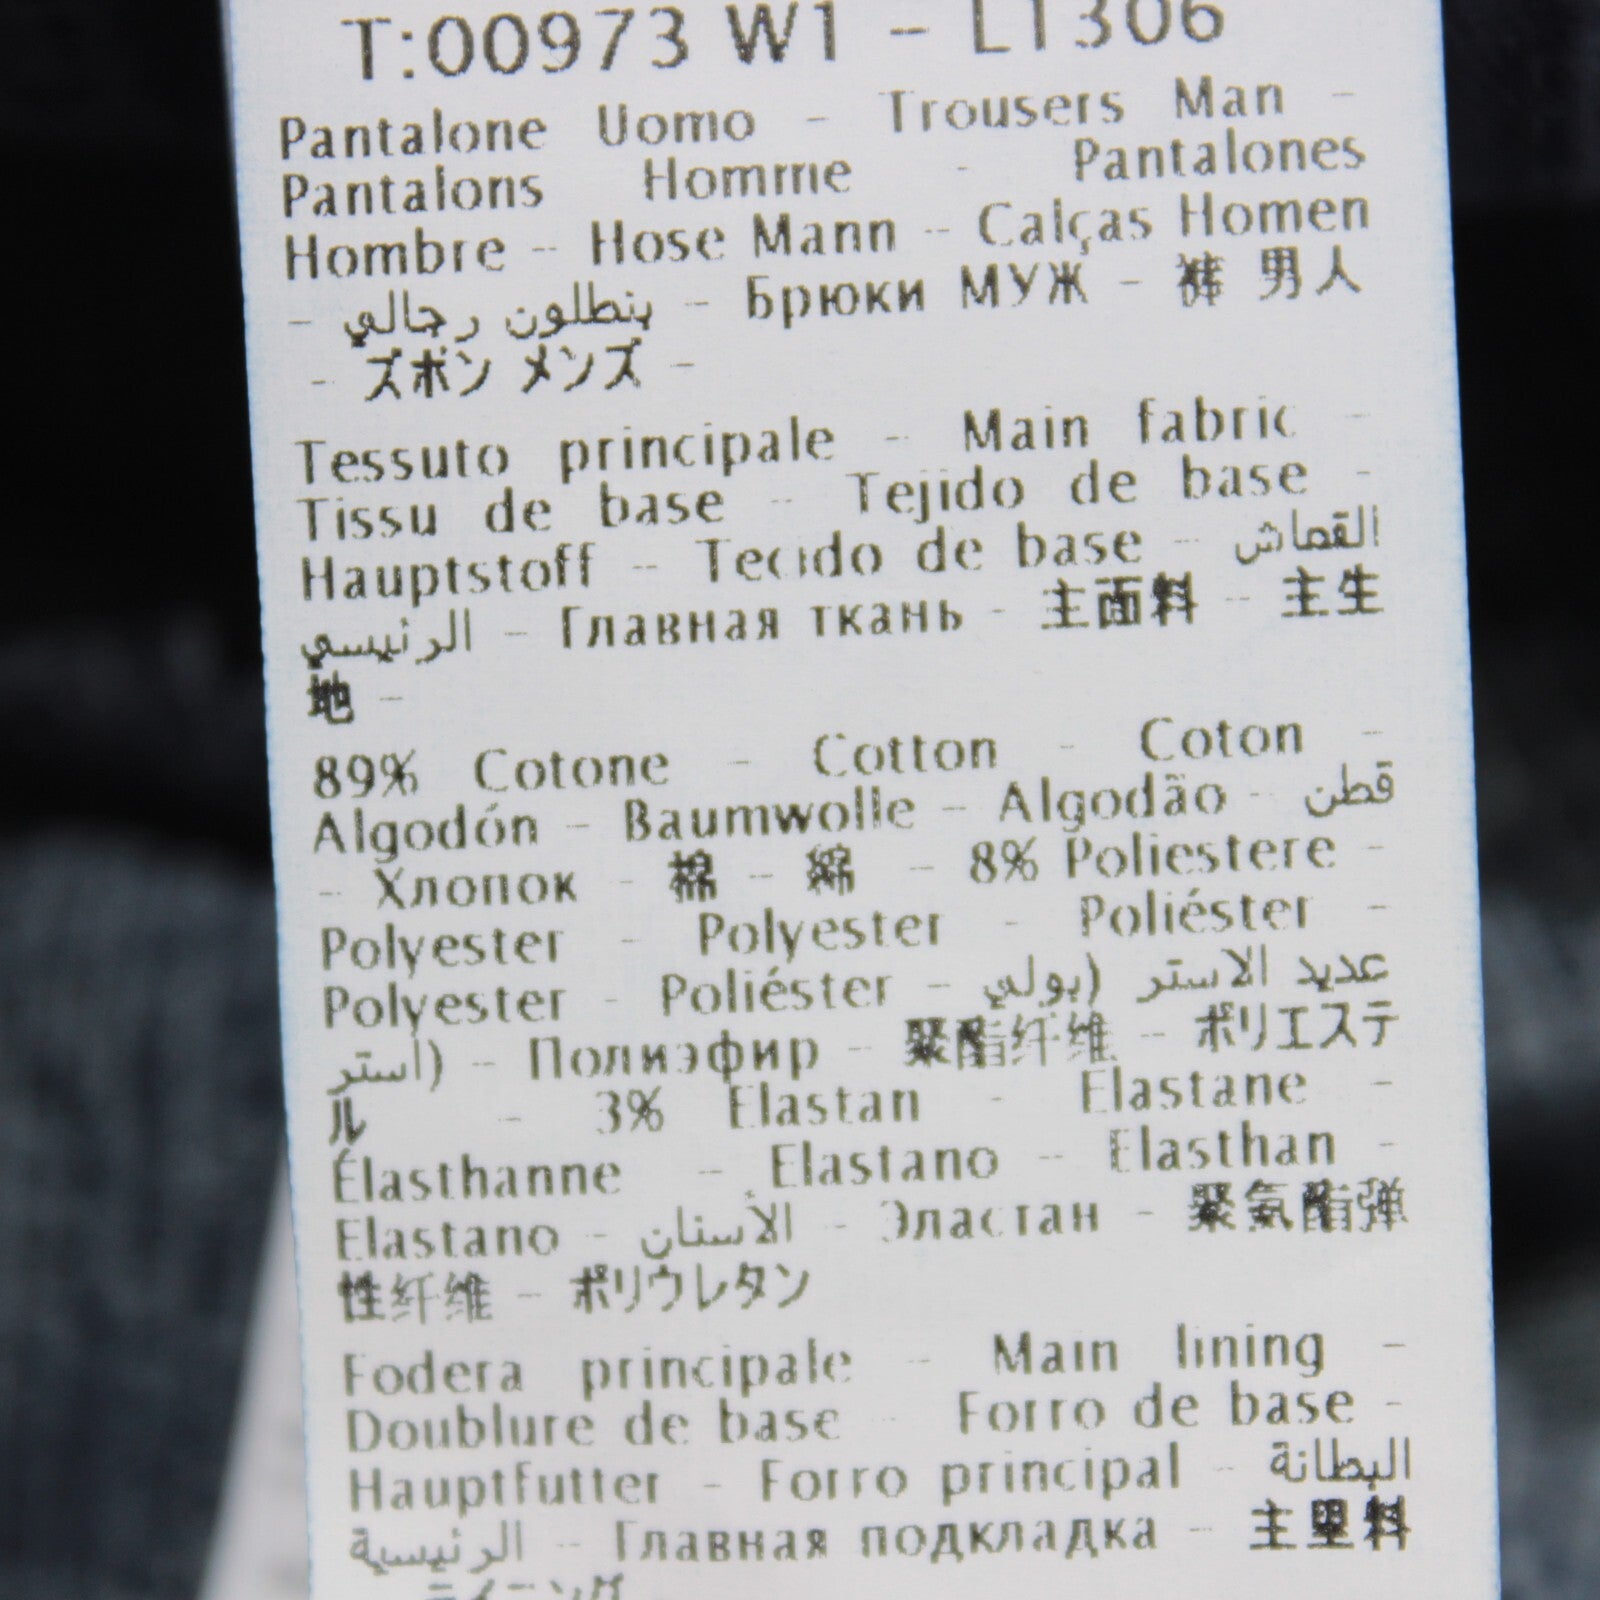 T:00973 W1 - LT306
Pantalone Uomo - Trousers Man -
Pantalons Homme - Pantalones
Hombre - Hose Mann - Calças Homen
- بنطلون رجالي - Брюки МУЖ - 裤 男人
- ズボン メンズ -
Tessuto principale - Main fabric -
Tissu de base - Tejido de base -
Hauptstoff - Tecido de base - القماش
الرئيسي - Главная ткань - 主面料 - 主生
地 -
89% Cotone - Cotton - Coton -
Algodón - Baumwolle - Algodão - قطن
- Хлопок - 棉 - 綿 - 8% Poliestere -
Polyester - Polyester - Poliéster -
Polyester - Poliéster - عديد الاستر (بولي
استر) - Полиэфир - 聚酯纤维 - ポリエステ
ル - 3% Elastan - Elastane -
Élasthanne - Elastano - Elasthan -
Elastano - الأسنان - Эластан - 聚氨酯弹
性纤维 - ポリウレタン
Fodera principale - Main lining -
Doublure de base - Forro de base -
Hauptfutter - Forro principal - البطانة
الرئيسية - Главная подкладка - 主里料